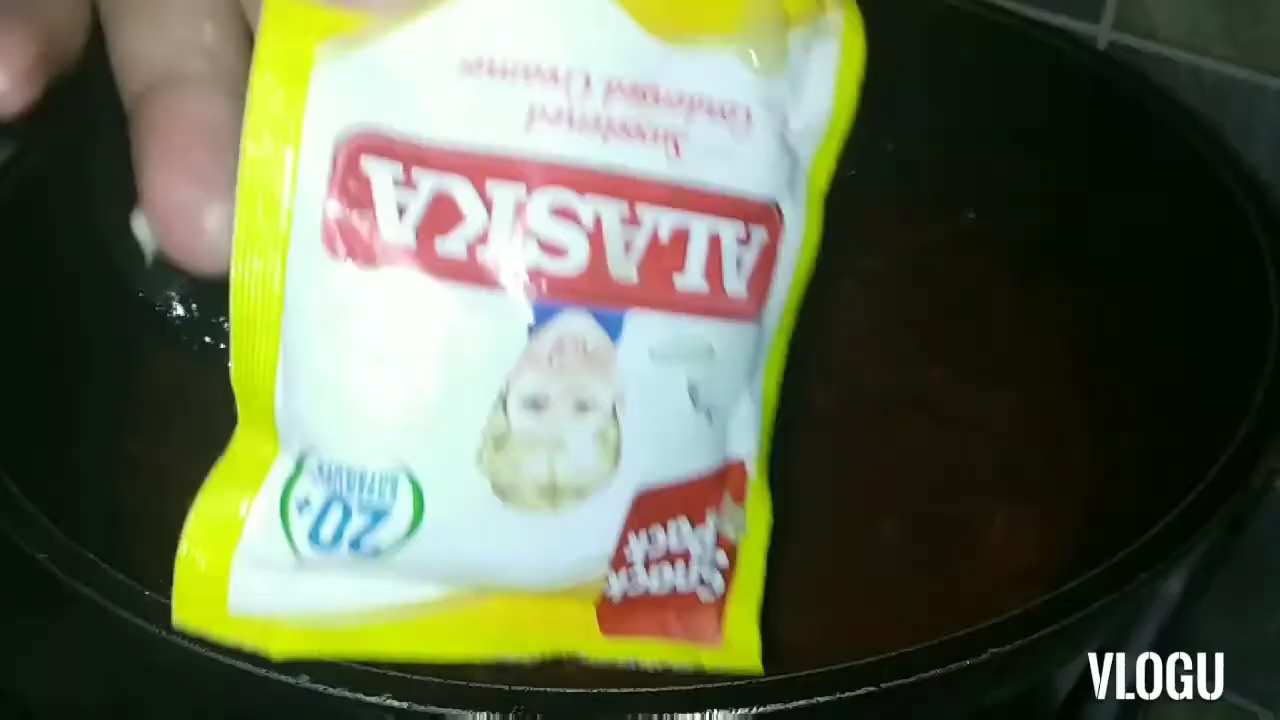 Snack
Pack
20+
ALASKA
Sweetened
Condensed Creamer
VLOGU